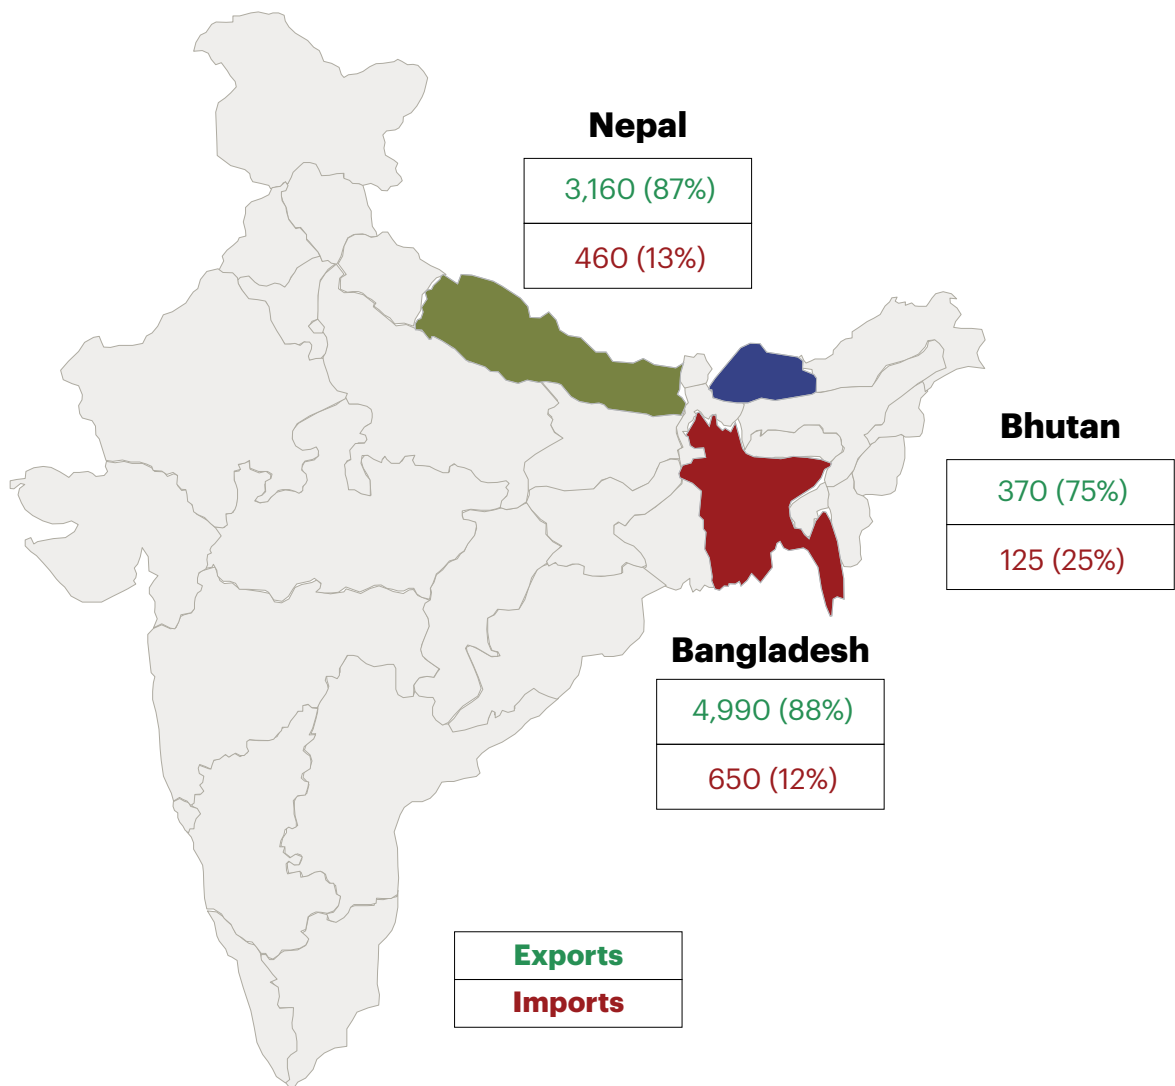 Nepal
3,160 (87%)
460 (13%)
Bhutan
370 (75%)
125 (25%)
Bangladesh
4,990 (88%)
650 (12%)
Exports
Imports